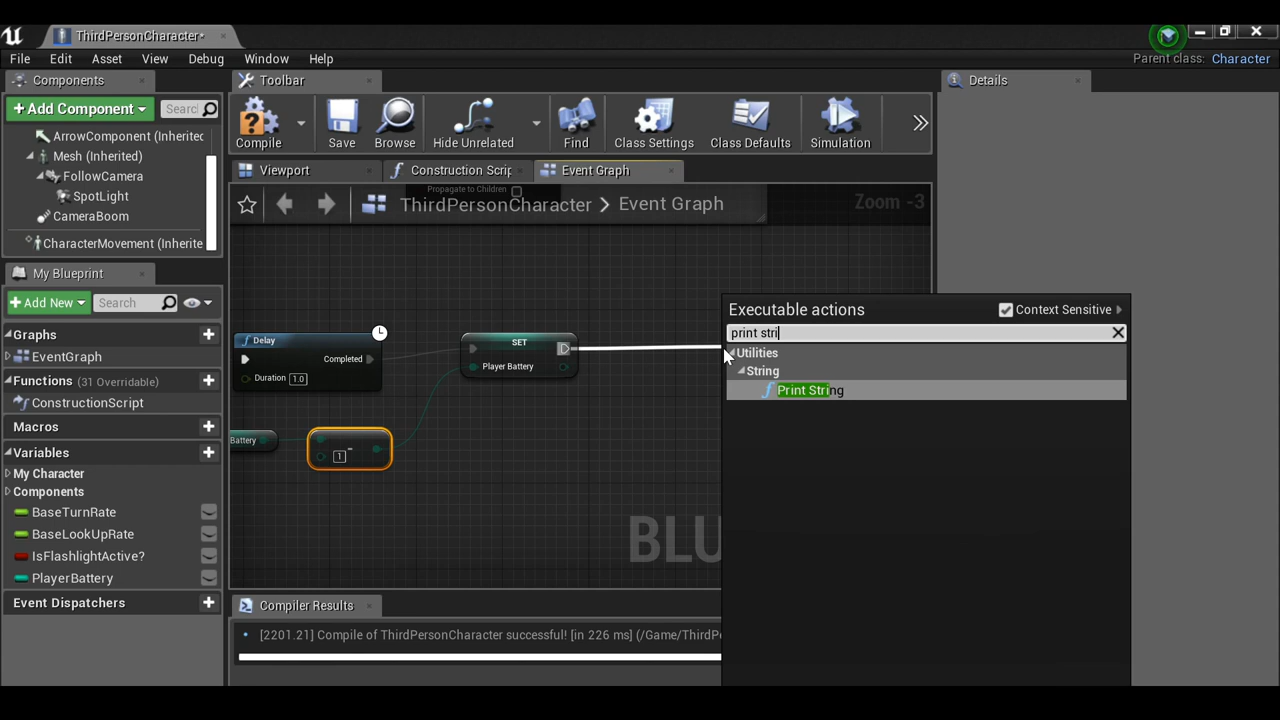 ThirdPersonCharacter*
File Edit Asset View Debug Window Help
Parent class: Character
Components
Toolbar
Details
+ Add Component
Searc
ArrowComponent (Inheritec
Mesh (Inherited)
FollowCamera
SpotLight
CameraBoom
CharacterMovement (Inherite
Compile
Save
Browse
Hide Unrelated
Find
Class Settings
Class Defaults
Simulation
Viewport
Construction Scrip
Event Graph
Propagate to Children
ThirdPersonCharacter > Event Graph
Zoom -3
My Blueprint
+ Add New
Search
Graphs
EventGraph
Functions (31 Overridable)
ConstructionScript
Macros
Variables
My Character
Components
BaseTurnRate
BaseLookUpRate
IsFlashlightActive?
PlayerBattery
Event Dispatchers
f Delay
Completed
Duration 1.0
SET
Player Battery
Battery
1 -
BLU
Executable actions
Context Sensitive
print stri
Utilities
String
f Print String
Compiler Results
[2201.21] Compile of ThirdPersonCharacter successful! [in 226 ms] (/Game/ThirdP